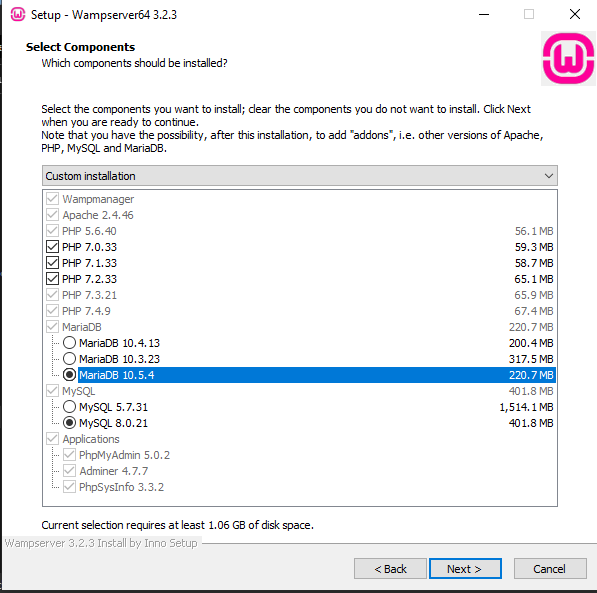 Setup - Wampserver64 3.2.3
Select Components
Which components should be installed?
Select the components you want to install; clear the components you do not want to install. Click Next
when you are ready to continue.
Note that you have the possibility, after this installation, to add "addons", i.e. other versions of Apache,
PHP, MySQL and MariaDB.
Custom installation
Wampmanager
Apache 2.4.46
PHP 5.6.40 56.1 MB
PHP 7.0.33 59.3 MB
PHP 7.1.33 58.7 MB
PHP 7.2.33 65.1 MB
PHP 7.3.21 65.9 MB
PHP 7.4.9 67.4 MB
MariaDB 220.7 MB
MariaDB 10.4.13 200.4 MB
MariaDB 10.3.23 317.5 MB
MariaDB 10.5.4 220.7 MB
MySQL 401.8 MB
MySQL 5.7.31 1,514.1 MB
MySQL 8.0.21 401.8 MB
Applications
PhpMyAdmin 5.0.2
Adminer 4.7.7
PhpSysInfo 3.3.2
Current selection requires at least 1.06 GB of disk space.
Wampserver 3.2.3 Install by Inno Setup
< Back Next > Cancel